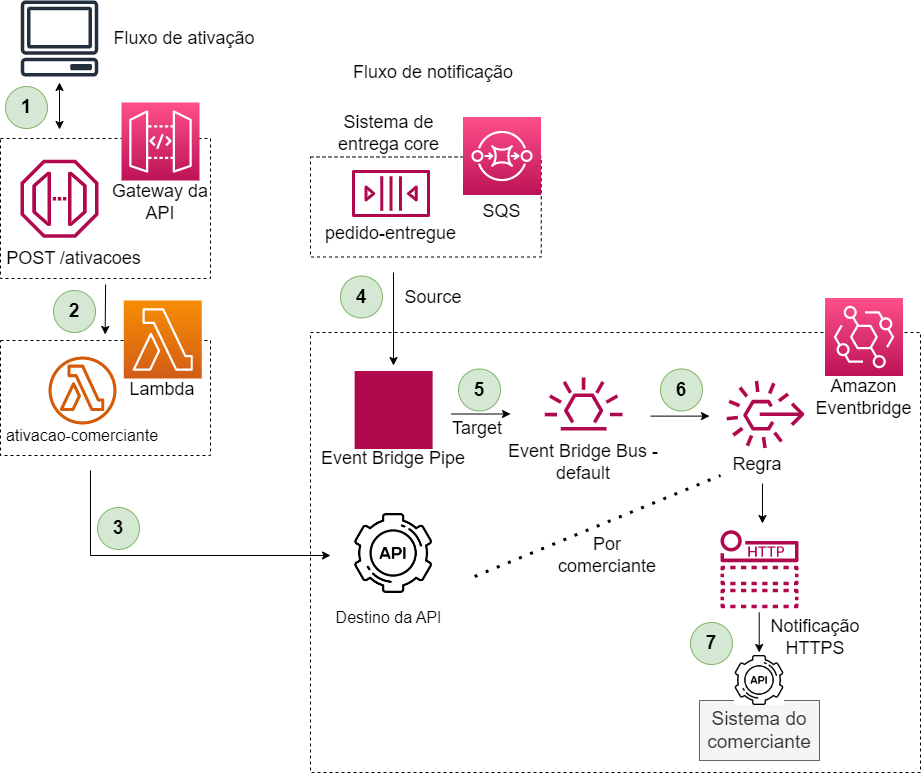 Fluxo de ativação
1
Gateway da
API
POST /ativacoes
2
Lambda
ativacao-comerciante
3
Fluxo de notificação
Sistema de
entrega core
SQS
pedido-entregue
4
Source
Amazon
Eventbridge
Event Bridge Pipe
5
Target
Event Bridge Bus -
default
6
Regra
API
Destino da API
Por
comerciante
HTTP
7
Notificação
HTTPS
API
Sistema do
comerciante